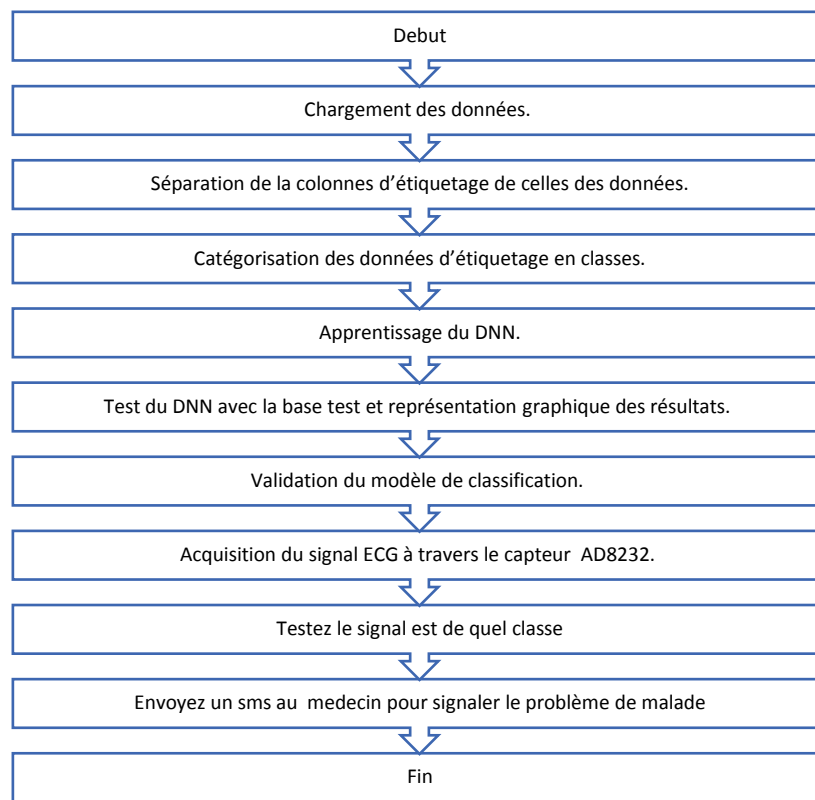 Debut
Chargement des données.
Séparation de la colonnes d’étiquetage de celles des données.
Catégorisation des données d’étiquetage en classes.
Apprentissage du DNN.
Test du DNN avec la base test et représentation graphique des résultats.
Validation du modèle de classification.
Acquisition du signal ECG à travers le capteur AD8232.
Testez le signal est de quel classe
Envoyez un sms au medecin pour signaler le problème de malade
Fin